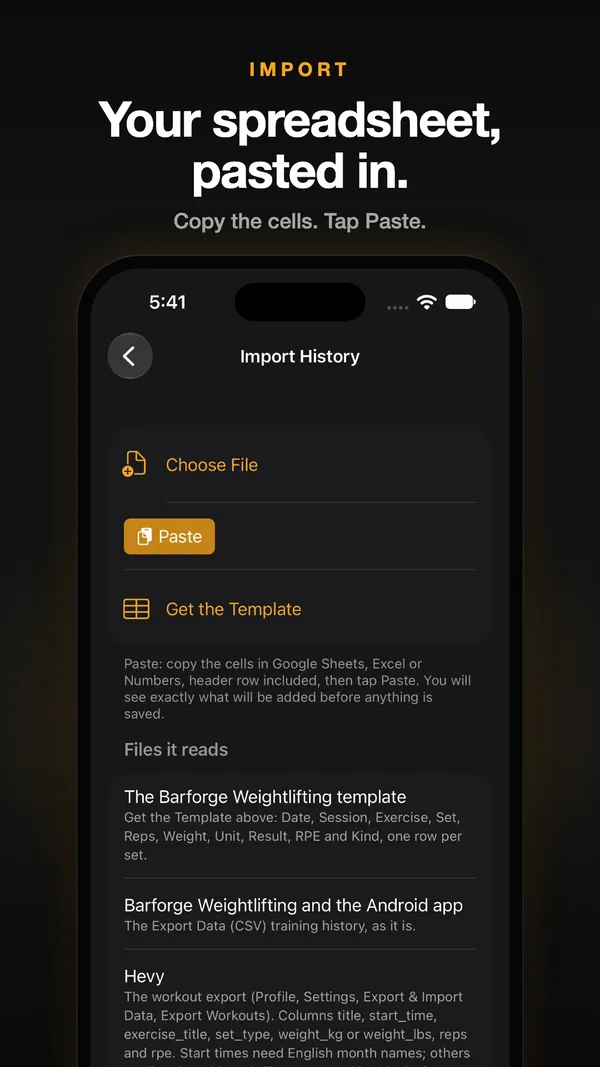 IMPORT
Your spreadsheet,
pasted in.
Copy the cells. Tap Paste.
5:41
Import History
Choose File
Paste
Get the Template
Paste: copy the cells in Google Sheets, Excel or
Numbers, header row included, then tap Paste. You will
see exactly what will be added before anything is
saved.
Files it reads
The Barforge Weightlifting template
Get the Template above: Date, Session, Exercise, Set,
Reps, Weight, Unit, Result, RPE and Kind, one row per
set.
Barforge Weightlifting and the Android app
The Export Data (CSV) training history, as it is.
Hevy
The workout export (Profile, Settings, Export & Import
Data, Export Workouts). Columns title, start_time,
exercise_title, set_type, weight_kg or weight_lbs, reps
and rpe. Start times need English month names; others